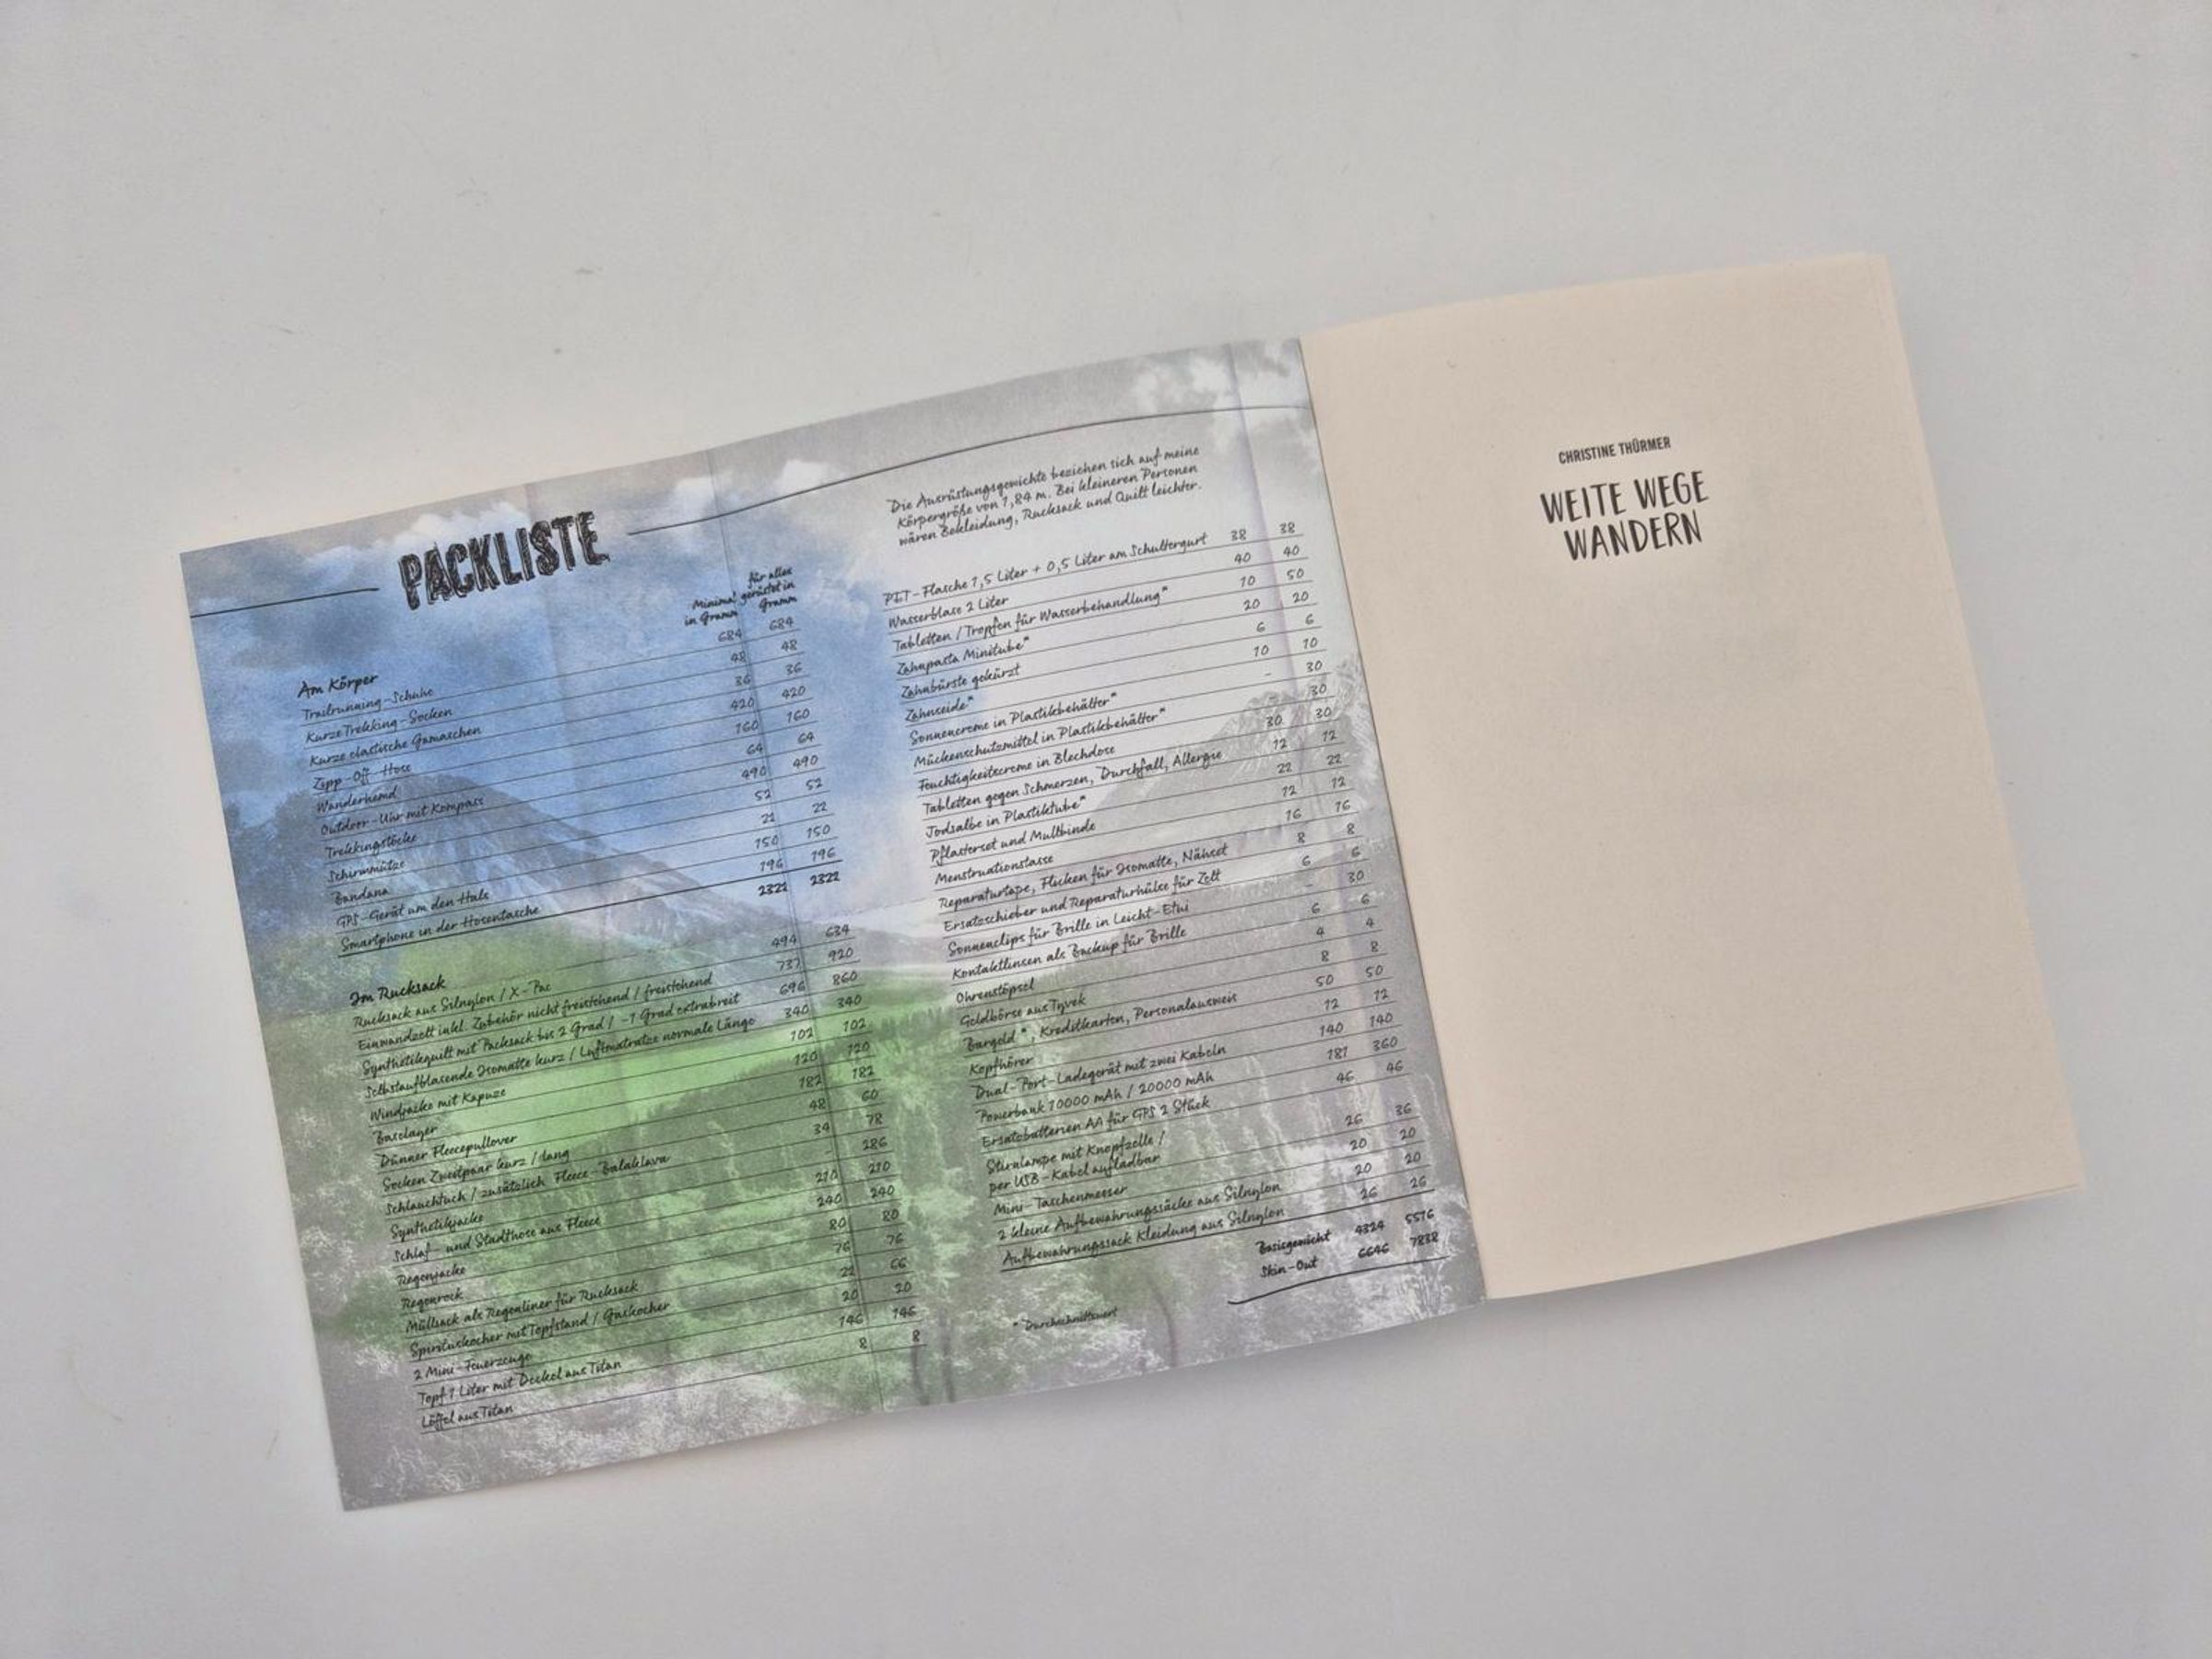 PACKLISTE
Minimal in Gramm
für alles gerüstet in Gramm
Am Körper
Trailrunning-Schuhe 684 684
Kurze Trekking-Socken 48 48
Kurze elastische Gamaschen 36 36
Zipp-Off-Hose 420 420
Wanderhemd 160 160
Outdoor-Uhr mit Kompass 64 64
Trekkingstöcke 490 490
Schirmmütze 52 52
Bandana 22 22
GPS-Gerät um den Hals 150 150
Smartphone in der Hosentasche 196 196
2322 2322
Im Rucksack
Rucksack aus Silnylon / X-Pac 494 634
Einwandzelt inkl. Zubehör nicht freistehend / freistehend 737 920
Synthetikquilt mit Packsack bis 2 Grad / -1 Grad extrabreit 696 860
Selbstaufblasende Isomatte kurz / Luftmatratze normale Länge 340 340
Windjacke mit Kapuze 102 102
Baselayer 120 120
Dünner Fleecepullover 182 182
Socken Zweitpaar kurz / lang 48 60
Schlauchtuch / zusätzlich Fleece-Balaklava 34 78
Synthetikjacke - 286
Schlaf- und Stadthose aus Fleece 210 210
Regenjacke 240 240
Regenrock 80 80
Müllsack als Regenliner für Rucksack 76 76
Spirituskocher mit Topfstand / Gaskocher 22 66
2 Mini-Feuerzeuge 20 20
Topf 1 Liter mit Deckel aus Titan 146 146
Löffel aus Titan 8 8
Die Ausrüstungsgewichte beziehen sich auf meine
Körpergröße von 1,84 m. Bei kleineren Personen
wären Bekleidung, Rucksack und Quilt leichter.
PET-Flasche 1,5 Liter + 0,5 Liter am Schultergurt 38 38
Wasserblase 2 Liter 40 40
Tabletten / Tropfen für Wasserbehandlung* 10 50
Zahnpasta Minitube* 20 20
Zahnbürste gekürzt 6 6
Zahnseide* 10 10
Sonnencreme in Plastikbehälter* - 30
Mückenschutzmittel in Plastikbehälter* - 30
Feuchtigkeitscreme in Blechdose 30 30
Tabletten gegen Schmerzen, Durchfall, Allergie 12 12
Jodsalbe in Plastiktube* 22 22
Pflasterset und Mullbinde 12 12
Menstruationstasse 16 16
Reparaturtape, Flicken für Isomatte, Nähset 8 8
Ersatzschieber und Reparaturhülse für Zelt 6 6
Sonnenclips für Brille in Leicht-Etui - 30
Kontaktlinsen als Backup für Brille 6 6
Ohrenstöpsel 4 4
Geldbörse aus Tyvek 8 8
Bargeld*, Kreditkarten, Personalausweis 50 50
Kopfhörer 12 12
Dual-Port-Ladegerät mit zwei Kabeln 140 140
Powerbank 10000 mAh / 20000 mAh 181 360
Ersatzbatterien AA für GPS 2 Stück 46 46
Stirnlampe mit Knopfzelle /
per USB-Kabel aufladbar 26 36
Mini-Taschenmesser 20 20
2 kleine Aufbewahrungssäcke aus Silnylon 20 20
Aufbewahrungssack Kleidung aus Silnylon 26 26
Basisgewicht 4324 5516
Skin-Out 6646 7838
* Durchschnittswert
CHRISTINE THÜRMER
WEITE WEGE
WANDERN